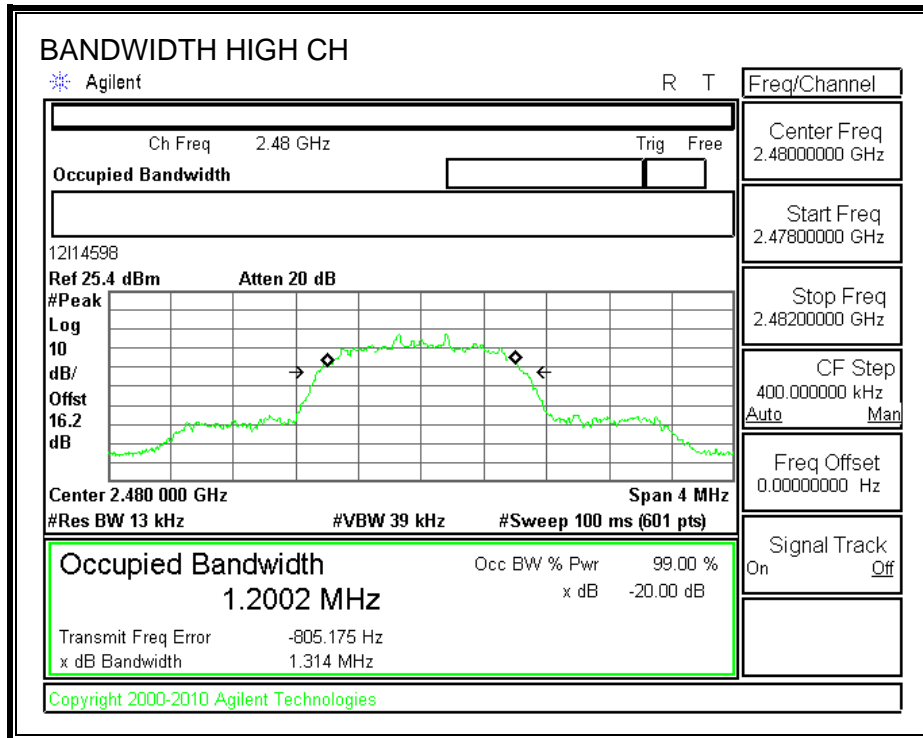 BANDWIDTH HIGH CH
Agilent R T
Freq/Channel
Ch Freq 2.48 GHz Trig Free
Occupied Bandwidth
Center Freq
2.48000000 GHz
Start Freq
2.47800000 GHz
Stop Freq
2.48200000 GHz
CF Step
400.000000 kHz
Auto Man
Freq Offset
0.00000000 Hz
Signal Track
On Off
12I14598
Ref 25.4 dBm Atten 20 dB
#Peak
Log
10
dB/
Offst
16.2
dB
Center 2.480 000 GHz Span 4 MHz
#Res BW 13 kHz #VBW 39 kHz #Sweep 100 ms (601 pts)
Occupied Bandwidth Occ BW % Pwr 99.00 %
1.2002 MHz x dB -20.00 dB
Transmit Freq Error -805.175 Hz
x dB Bandwidth 1.314 MHz
Copyright 2000-2010 Agilent Technologies